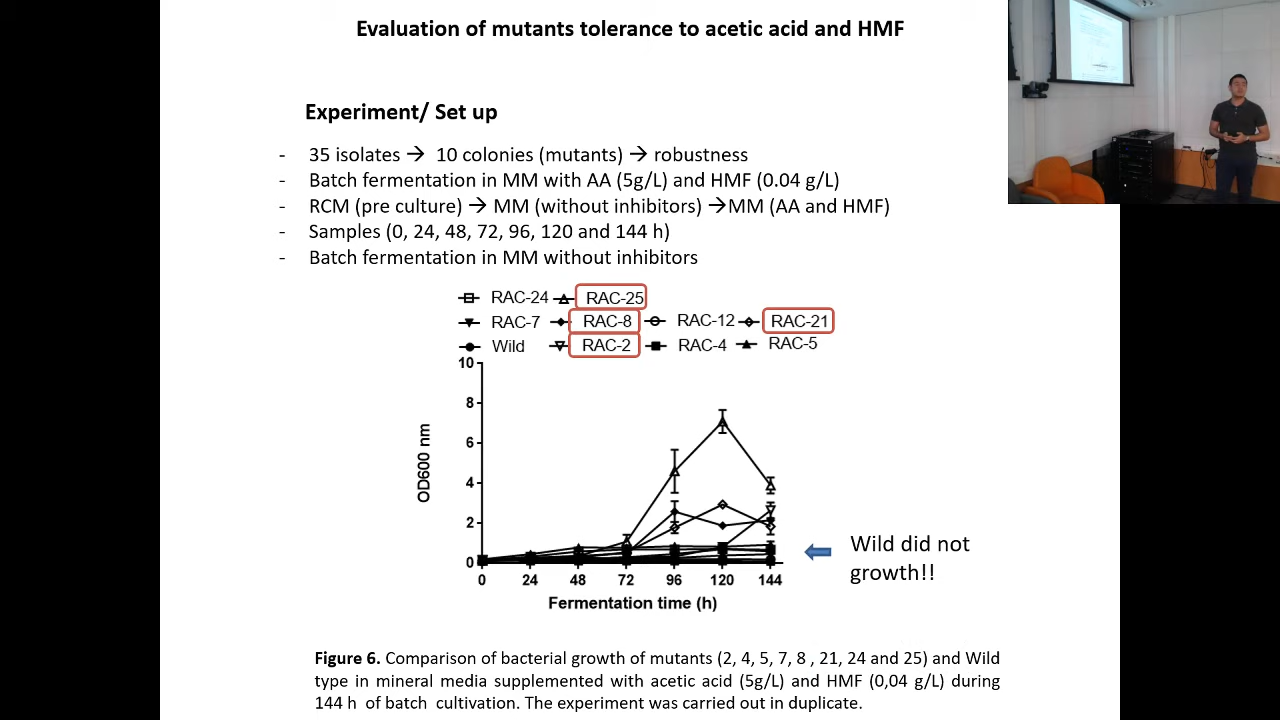 Evaluation of mutants tolerance to acetic acid and HMF
Experiment/ Set up
- 35 isolates → 10 colonies (mutants) → robustness
- Batch fermentation in MM with AA (5g/L) and HMF (0.04 g/L)
- RCM (pre culture) → MM (without inhibitors) →MM (AA and HMF)
- Samples (0, 24, 48, 72, 96, 120 and 144 h)
- Batch fermentation in MM without inhibitors
RAC-24 RAC-25
RAC-7 RAC-8 RAC-12 RAC-21
Wild RAC-2 RAC-4 RAC-5
10
8
6
4
2
0
OD600 nm
0 24 48 72 96 120 144
Fermentation time (h)
Wild did not
growth!!
Figure 6. Comparison of bacterial growth of mutants (2, 4, 5, 7, 8 , 21, 24 and 25) and Wild
type in mineral media supplemented with acetic acid (5g/L) and HMF (0,04 g/L) during
144 h of batch cultivation. The experiment was carried out in duplicate.